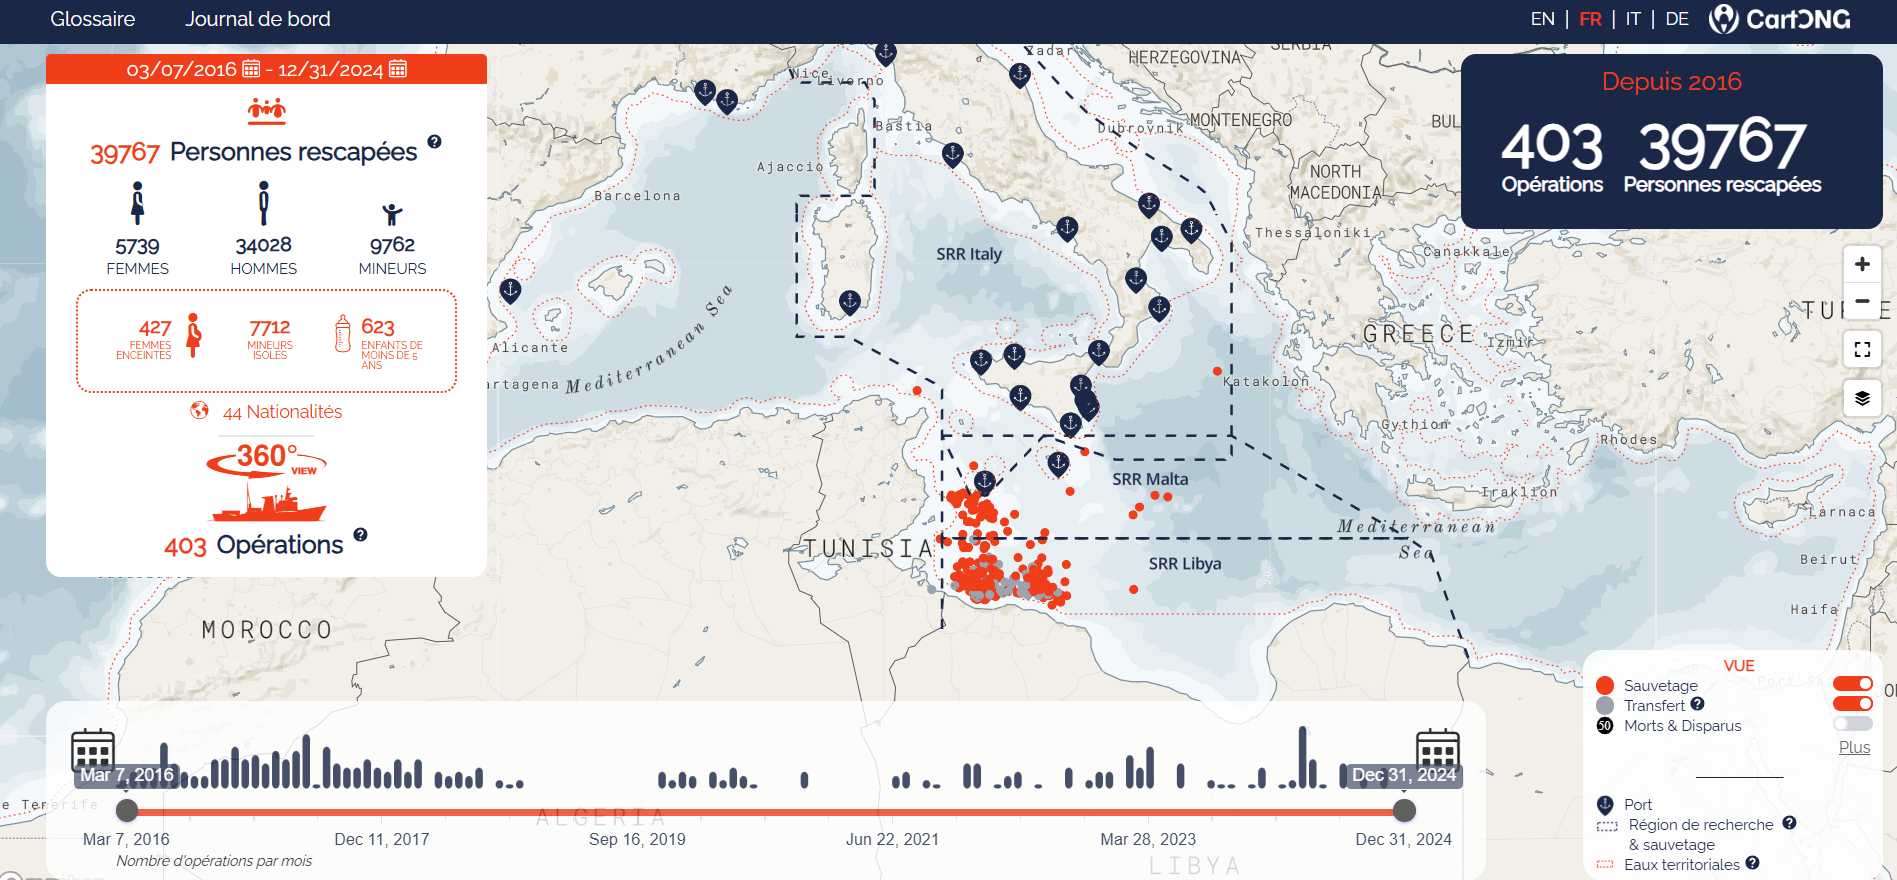 Glossaire
Journal de bord
EN | FR | IT | DE
CartONG
03/07/2016 - 12/31/2024
39767 Personnes rescapées
5739
FEMMES
34028
HOMMES
9762
MINEURS
427
FEMMES
ENCEINTES
7712
MINEURS
ISOLÉS
623
ENFANTS DE
MOINS DE 5
ANS
44 Nationalités
360°
VIEW
403 Opérations
Depuis 2016
403
Opérations
39767
Personnes rescapées
Zadar
HERZEGOVINA
SERBIA
Nice
Livorno
Bastia
Dubrovnik
MONTENEGRO
BUL
Ajaccio
NORTH
MACEDONIA
Barcelona
Thessaloniki
Canakkale
SRR Italy
Mediterranean Sea
TURKE
GREECE
Izmir
Alicante
artagena
Katakolon
Gythion
Rhodes
SRR Malta
Iraklion
Larnaca
Mediterranean
Sea
TUNISIA
SRR Libya
Beirut
Haifa
MOROCCO
Port Sa
e Tenerife
ALGERIA
LIBYA
Mar 7, 2016
Dec 31, 2024
Mar 7, 2016
Dec 11, 2017
Sep 16, 2019
Jun 22, 2021
Mar 28, 2023
Dec 31, 2024
Nombre d'opérations par mois
VUE
Sauvetage
Transfert
50 Morts & Disparus
Plus
Port
Région de recherche
& sauvetage
Eaux territoriales